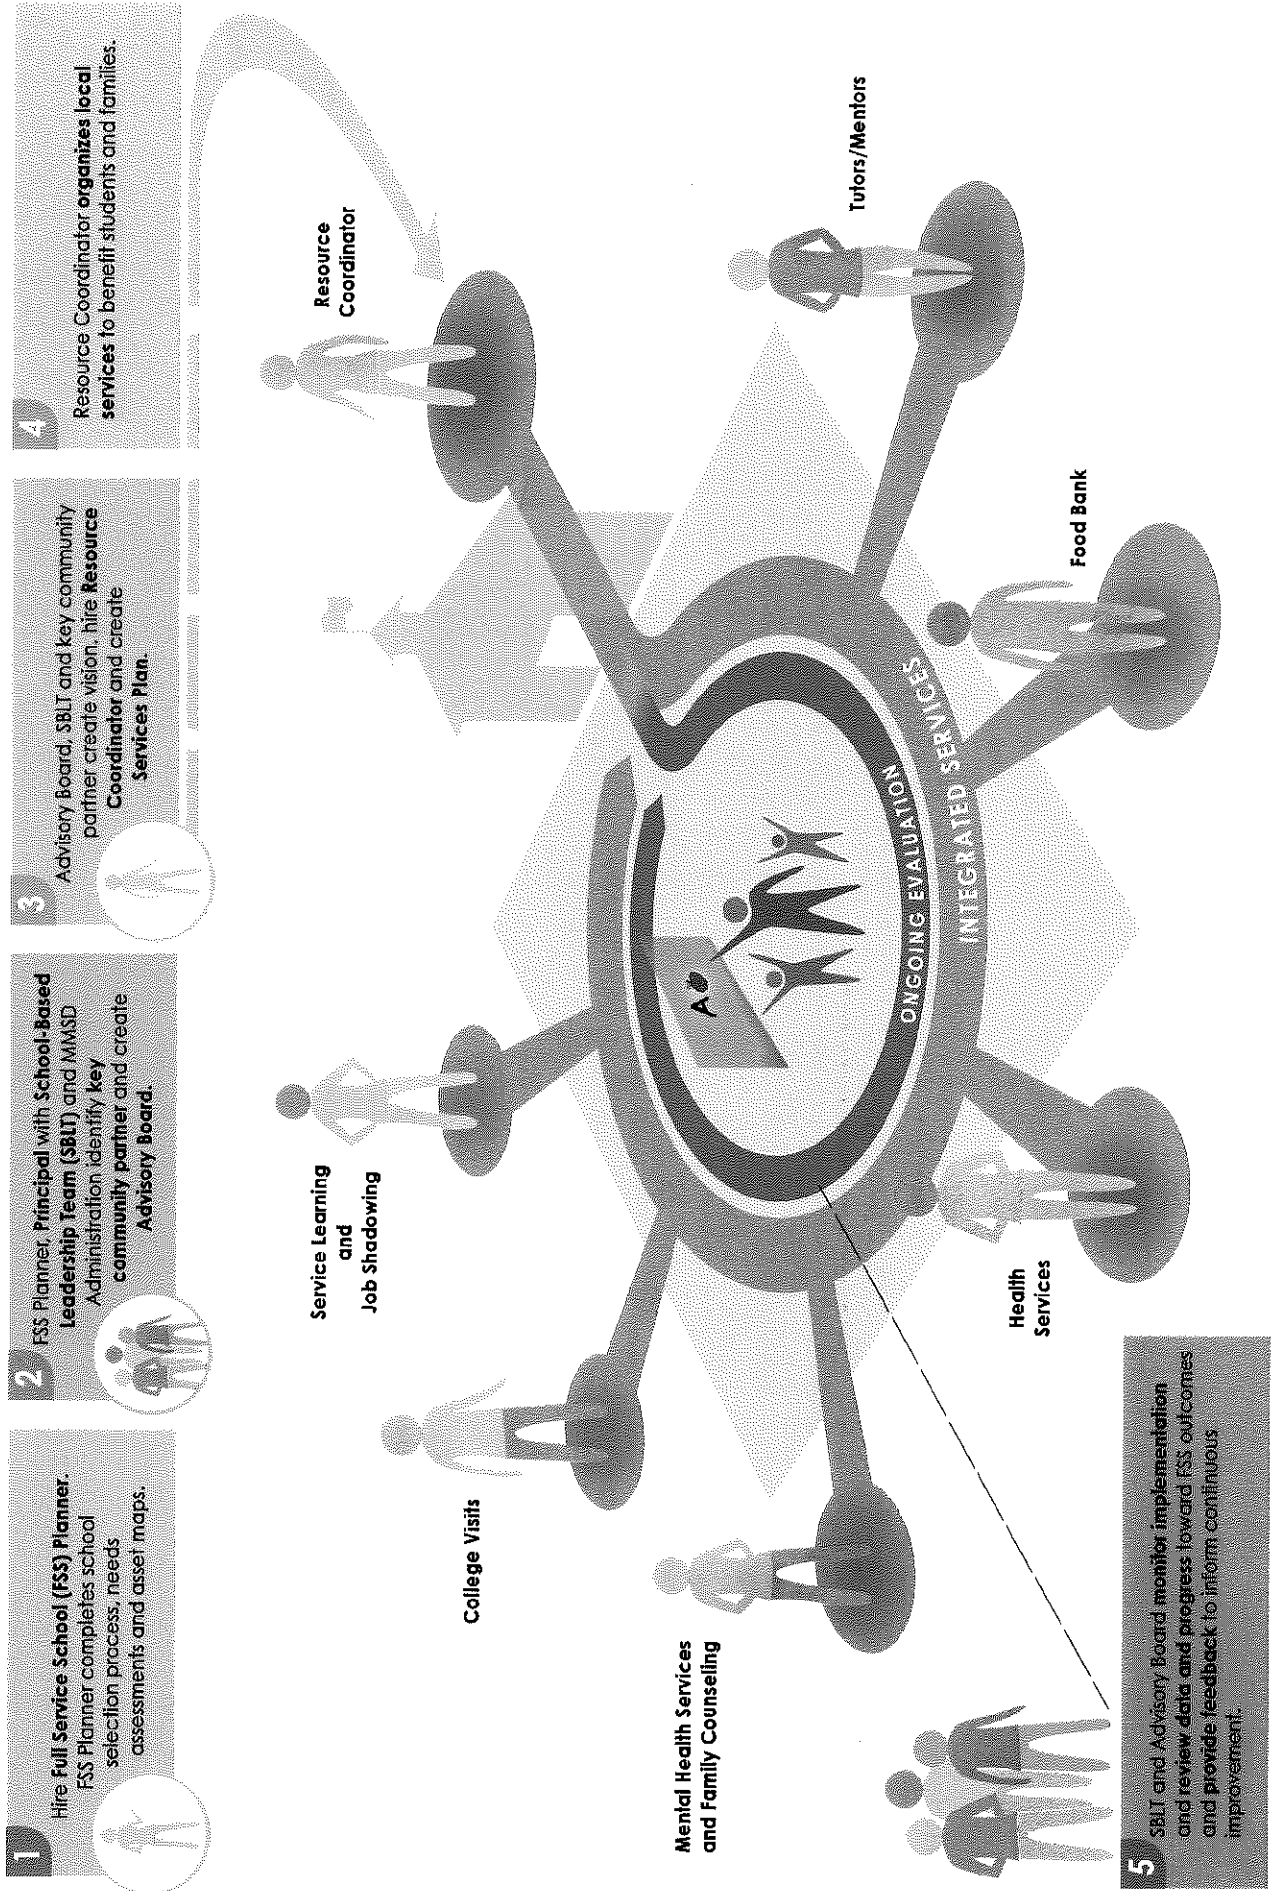 1
Hire Full Service School (FSS) Planner.
FSS Planner completes school
selection process, needs
assessments and asset maps.
2
FSS Planner, Principal with School-Based
Leadership Team (SBLT) and MMSD
Administration identify key
community partner and create
Advisory Board.
3
Advisory Board, SBLT and key community
partner create vision, hire Resource
Coordinator and create
Services Plan.
4
Resource Coordinator organizes local
services to benefit students and families.
Resource
Coordinator
Service Learning
and
Job Shadowing
College Visits
Mental Health Services
and Family Counseling
Tutors/Mentors
A
ONGOING EVALUATION
INTEGRATED SERVICES
Food Bank
Health
Services
5
SBLT and Advisory Board monitor implementation
and review data and progress toward FSS outcomes
and provide feedback to inform continuous
improvement.